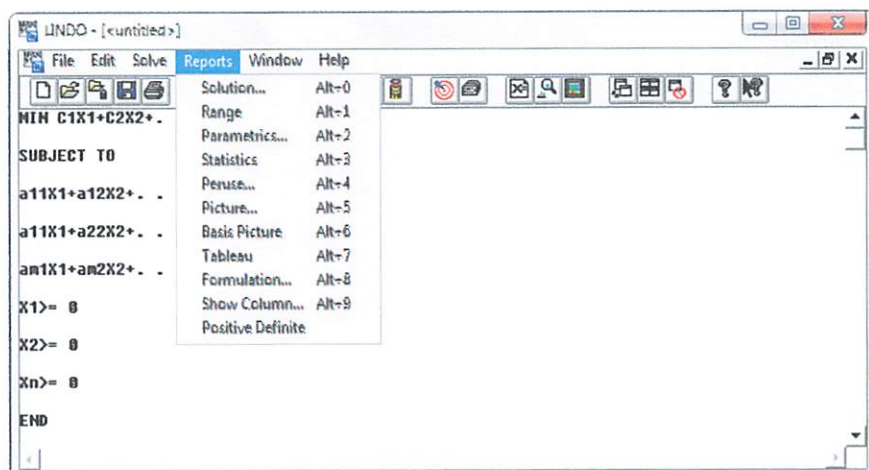 LINDO - [<untitled>]
File Edit Solve Reports Window Help
Solution... Alt+0
Range Alt+1
Parametrics... Alt+2
Statistics Alt+3
Peruse... Alt+4
Picture... Alt+5
Basis Picture Alt+6
Tableau Alt+7
Formulation... Alt+8
Show Column... Alt+9
Positive Definite
MIN C1X1+C2X2+.
SUBJECT TO
a11X1+a12X2+. .
a11X1+a22X2+. .
am1X1+am2X2+. .
X1>= 0
X2>= 0
Xn>= 0
END